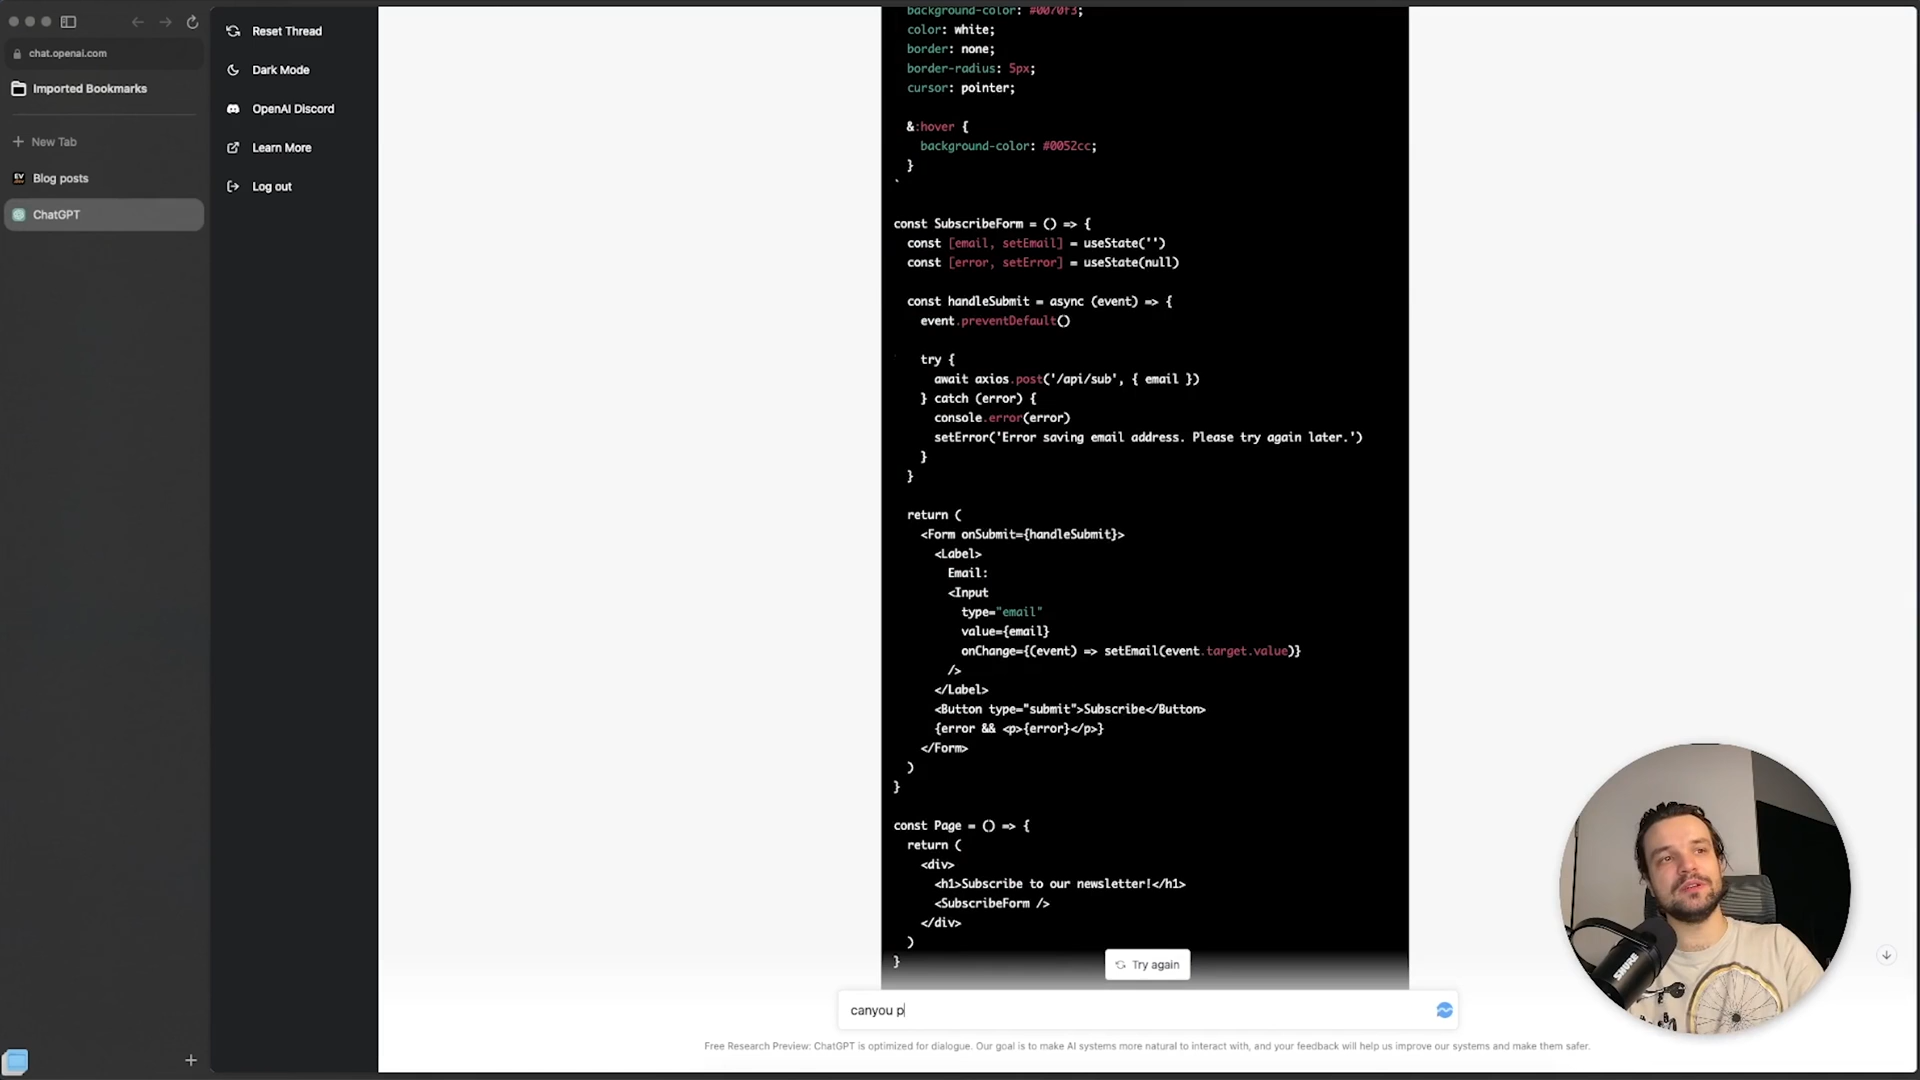 chat.openai.com
Imported Bookmarks
New Tab
Blog posts
ChatGPT
Reset Thread
Dark Mode
OpenAI Discord
Learn More
Log out
background-color: #0070f3;
color: white;
border: none;
border-radius: 5px;
cursor: pointer;
&:hover {
background-color: #0052cc;
}
`
const SubscribeForm = () => {
const [email, setEmail] = useState('')
const [error, setError] = useState(null)
const handleSubmit = async (event) => {
event.preventDefault()
try {
await axios.post('/api/sub', { email })
} catch (error) {
console.error(error)
setError('Error saving email address. Please try again later.')
}
}
return (
<Form onSubmit={handleSubmit}>
<Label>
Email:
<Input
type="email"
value={email}
onChange={(event) => setEmail(event.target.value)}
/>
</Label>
<Button type="submit">Subscribe</Button>
{error && <p>{error}</p>}
</Form>
)
}
const Page = () => {
return (
<div>
<h1>Subscribe to our newsletter!</h1>
<SubscribeForm />
</div>
)
}
Try again
canyou p
Free Research Preview: ChatGPT is optimized for dialogue. Our goal is to make AI systems more natural to interact with, and your feedback will help us improve our systems and make them safer.
SHURE